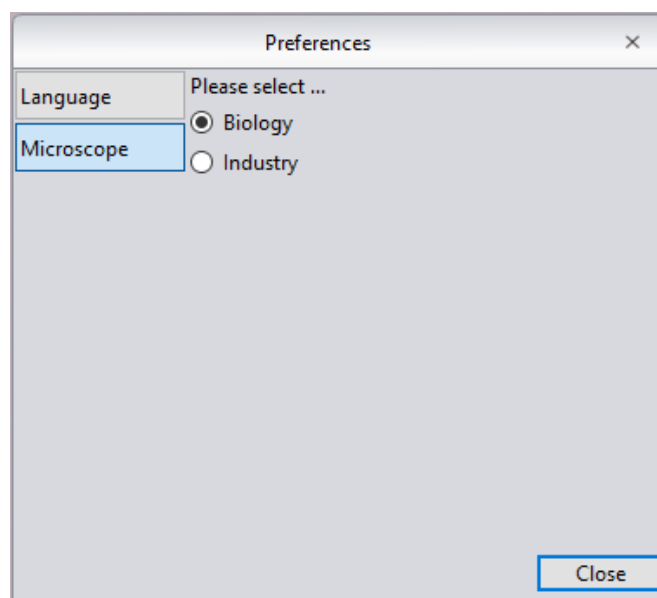 Preferences
Language
Microscope
Please select ...
Biology
Industry
Close